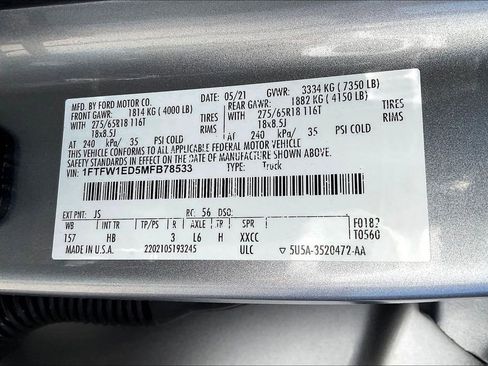 MFD. BY FORD MOTOR CO. 05/21 GVWR: 3334 KG ( 7350 LB)
FRONT GAWR: 1814 KG ( 4000 LB) REAR GAWR: 1882 KG ( 4150 LB)
WITH 275/65R18 116T TIRES WITH 275/65R18 116T TIRES
18x8.5J RIMS 18x8.5J RIMS
AT 240 kPa/ 35 PSI COLD AT 240 kPa/ 35 PSI COLD
THIS VEHICLE CONFORMS TO ALL APPLICABLE FEDERAL MOTOR VEHICLE
SAFETY STANDARDS IN EFFECT ON THE DATE OF MANUFACTURE SHOWN ABOVE.
VIN: 1FTFW1ED5MFB78533 TYPE: Truck
EXT PNT: JS RC: 56 DSO: F0182
WB INT TR TP/PS R AXLE TP SPR T0560
157 HB 3 L6 H XXCC
MADE IN U.S.A. 2202105193245 ULC 5U5A-3520472-AA